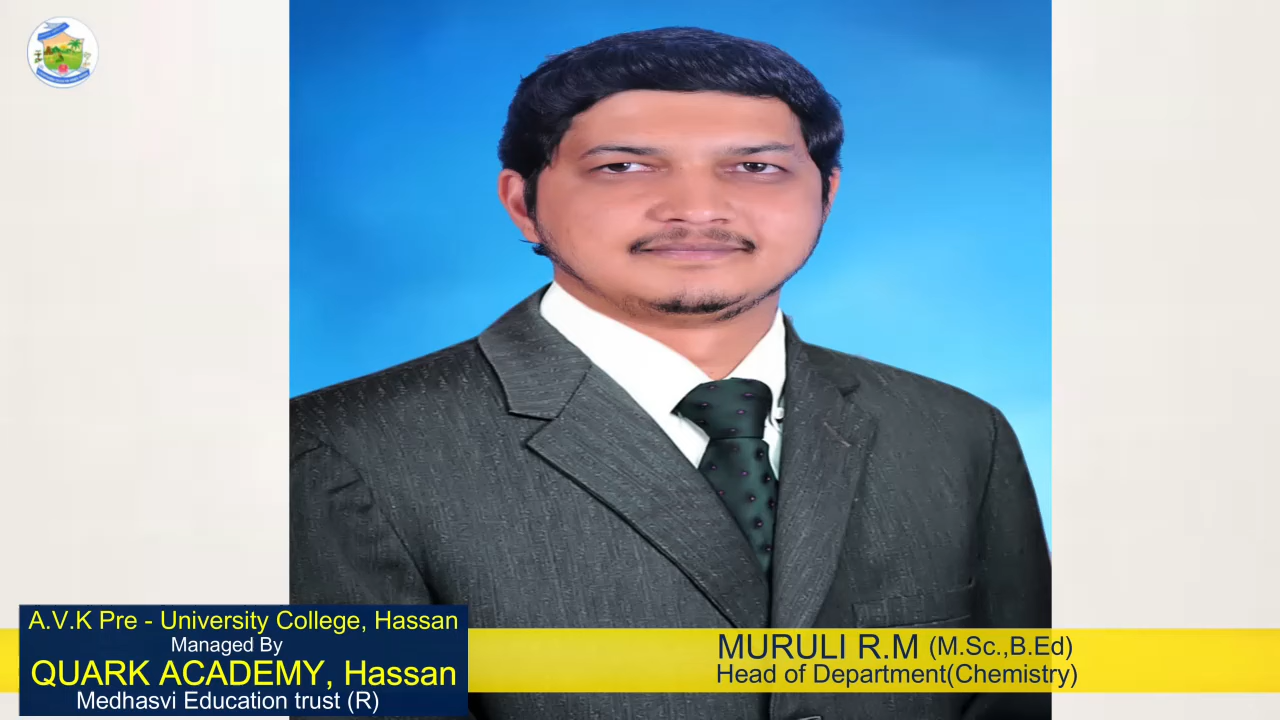 A.V.K Pre - University College, Hassan
Managed By
QUARK ACADEMY, Hassan
Medhasvi Education trust (R)
MURULI R.M (M.Sc.,B.Ed)
Head of Department(Chemistry)